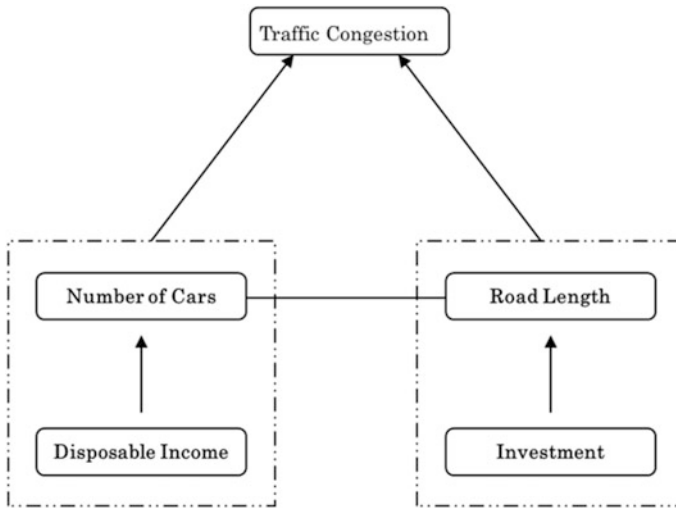 Traffic Congestion
Number of Cars
Road Length
Disposable Income
Investment